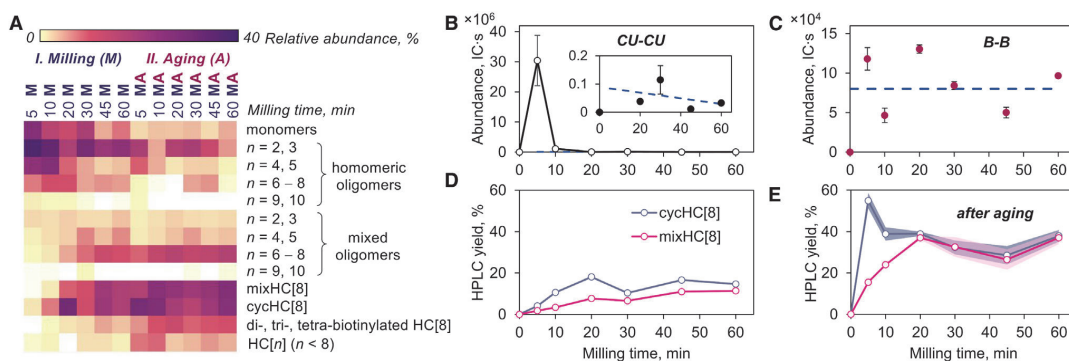 A
0
40 Relative abundance, %
I. Milling (M) II. Aging (A)
5 M
10 M
20 M
30 M
45 M
60 M
5 MA
10 MA
20 MA
30 MA
45 MA
60 MA
Milling time, min
monomers
n = 2, 3
n = 4, 5
n = 6 – 8
n = 9, 10
homomeric
oligomers
n = 2, 3
n = 4, 5
n = 6 – 8
n = 9, 10
mixed
oligomers
mixHC[8]
cycHC[8]
di-, tri-, tetra-biotinylated HC[8]
HC[n] (n < 8)
B
×10⁶
CU-CU
Abundance, IC·s
40
30
20
10
0
0.2
0.1
0
0 20 40 60
0 10 20 30 40 50 60
C
×10⁴
B-B
Abundance, IC·s
15
10
5
0
0 10 20 30 40 50 60
D
HPLC yield, %
60
40
20
0
cycHC[8]
mixHC[8]
0 10 20 30 40 50 60
Milling time, min
E
after aging
HPLC yield, %
60
40
20
0
0 10 20 30 40 50 60
Milling time, min